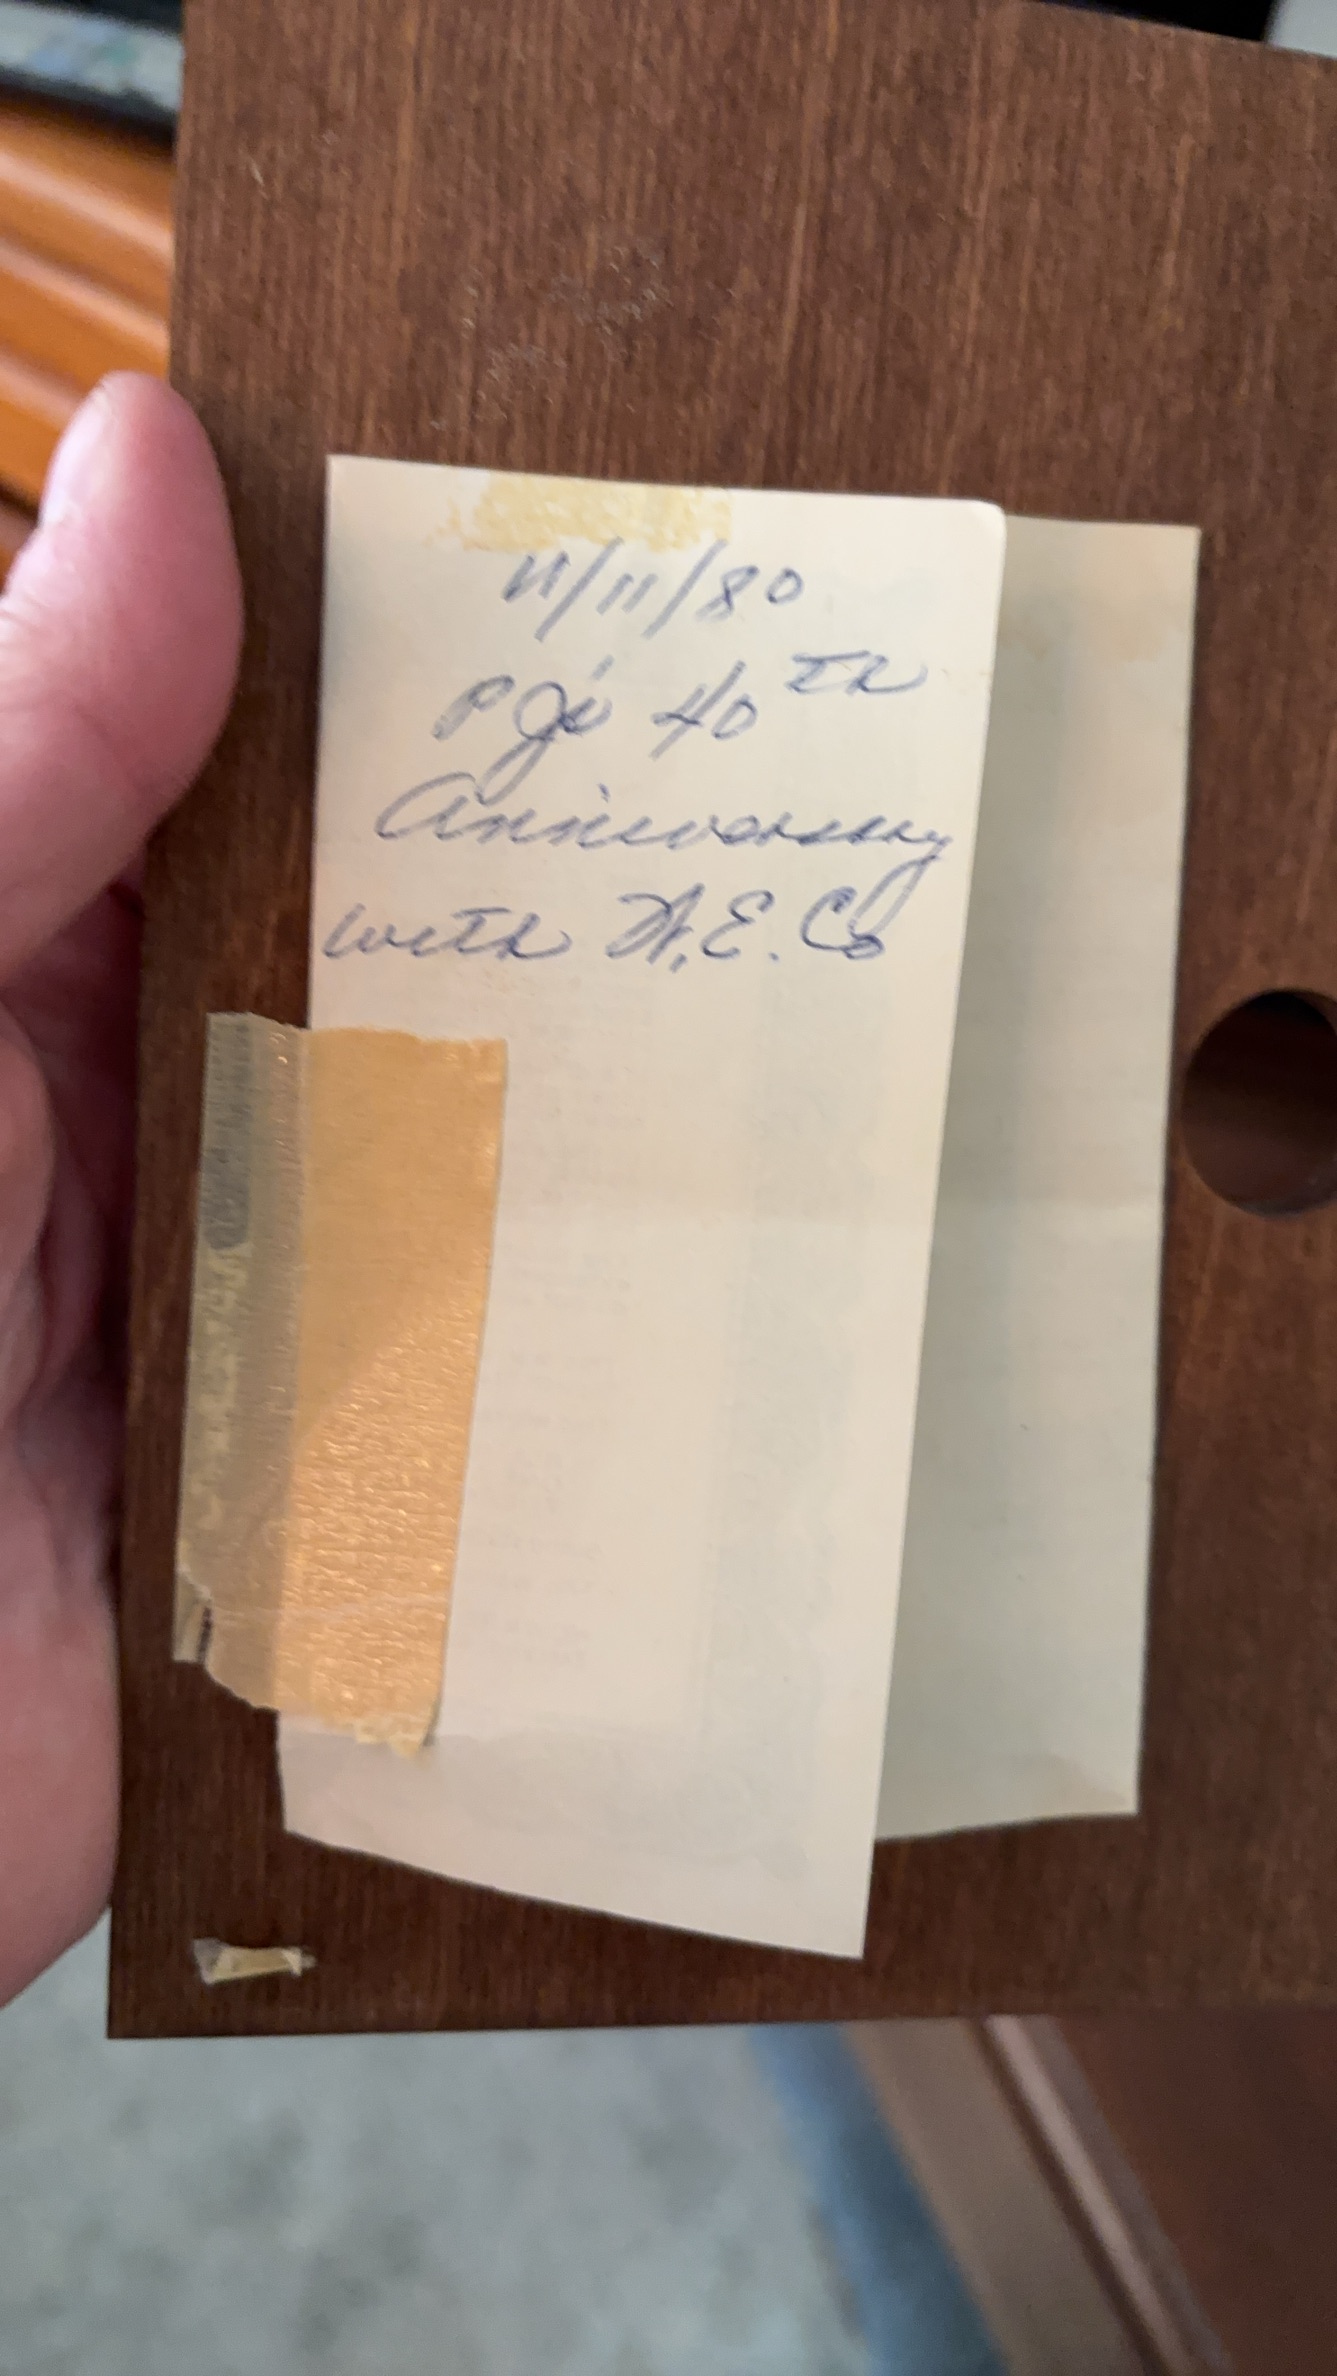 11/11/80
PJ's 40th
Anniversary
with W.E. Co